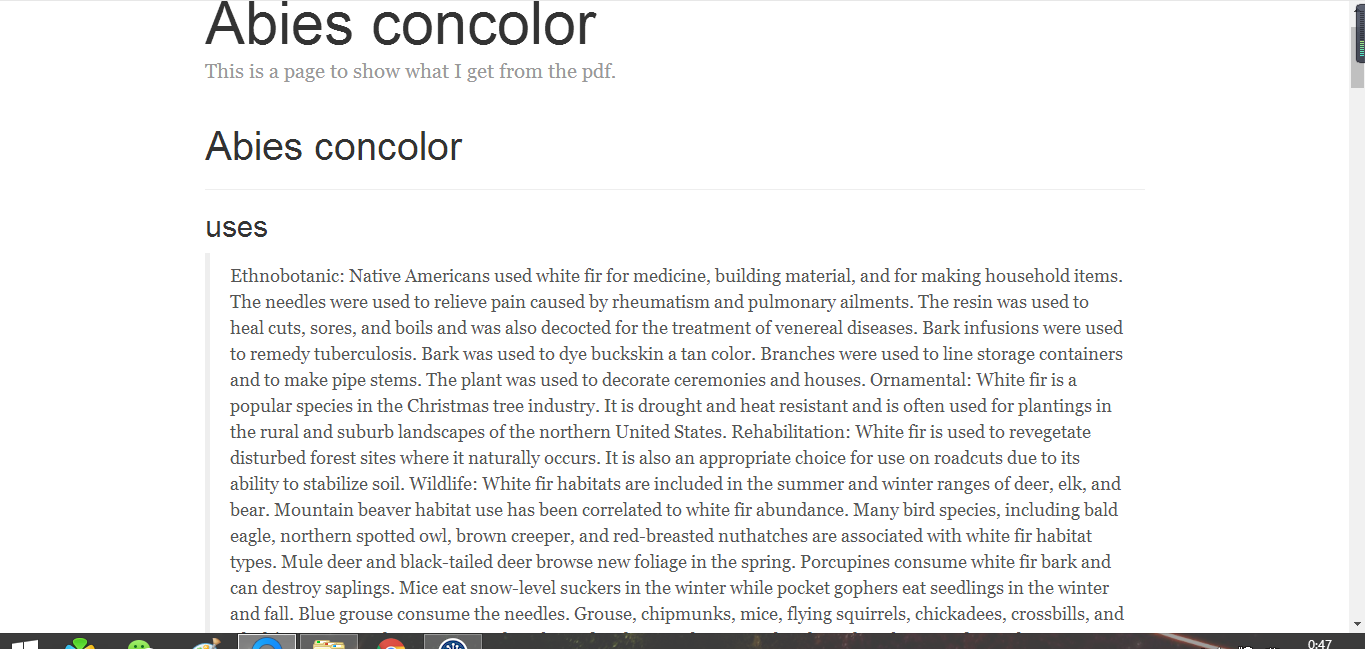 Abies concolor
This is a page to show what I get from the pdf.
Abies concolor
uses
Ethnobotanic: Native Americans used white fir for medicine, building material, and for making household items.
The needles were used to relieve pain caused by rheumatism and pulmonary ailments. The resin was used to
heal cuts, sores, and boils and was also decocted for the treatment of venereal diseases. Bark infusions were used
to remedy tuberculosis. Bark was used to dye buckskin a tan color. Branches were used to line storage containers
and to make pipe stems. The plant was used to decorate ceremonies and houses. Ornamental: White fir is a
popular species in the Christmas tree industry. It is drought and heat resistant and is often used for plantings in
the rural and suburb landscapes of the northern United States. Rehabilitation: White fir is used to revegetate
disturbed forest sites where it naturally occurs. It is also an appropriate choice for use on roadcuts due to its
ability to stabilize soil. Wildlife: White fir habitats are included in the summer and winter ranges of deer, elk, and
bear. Mountain beaver habitat use has been correlated to white fir abundance. Many bird species, including bald
eagle, northern spotted owl, brown creeper, and red-breasted nuthatches are associated with white fir habitat
types. Mule deer and black-tailed deer browse new foliage in the spring. Porcupines consume white fir bark and
can destroy saplings. Mice eat snow-level suckers in the winter while pocket gophers eat seedlings in the winter
and fall. Blue grouse consume the needles. Grouse, chipmunks, mice, flying squirrels, chickadees, crossbills, and
0:47